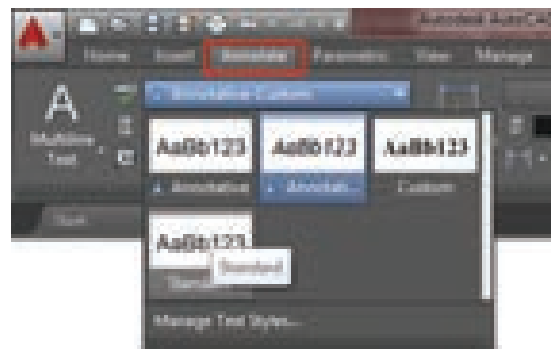 Autodesk AutoCAD
Home Insert Annotate Parametric View Manage
Annotative Custom
A
Multiline
Text
AaBb123 AaBb123 AaBb123
Annotative Annotati... Custom
AaBb123
Standard
Manage Text Styles...
Start